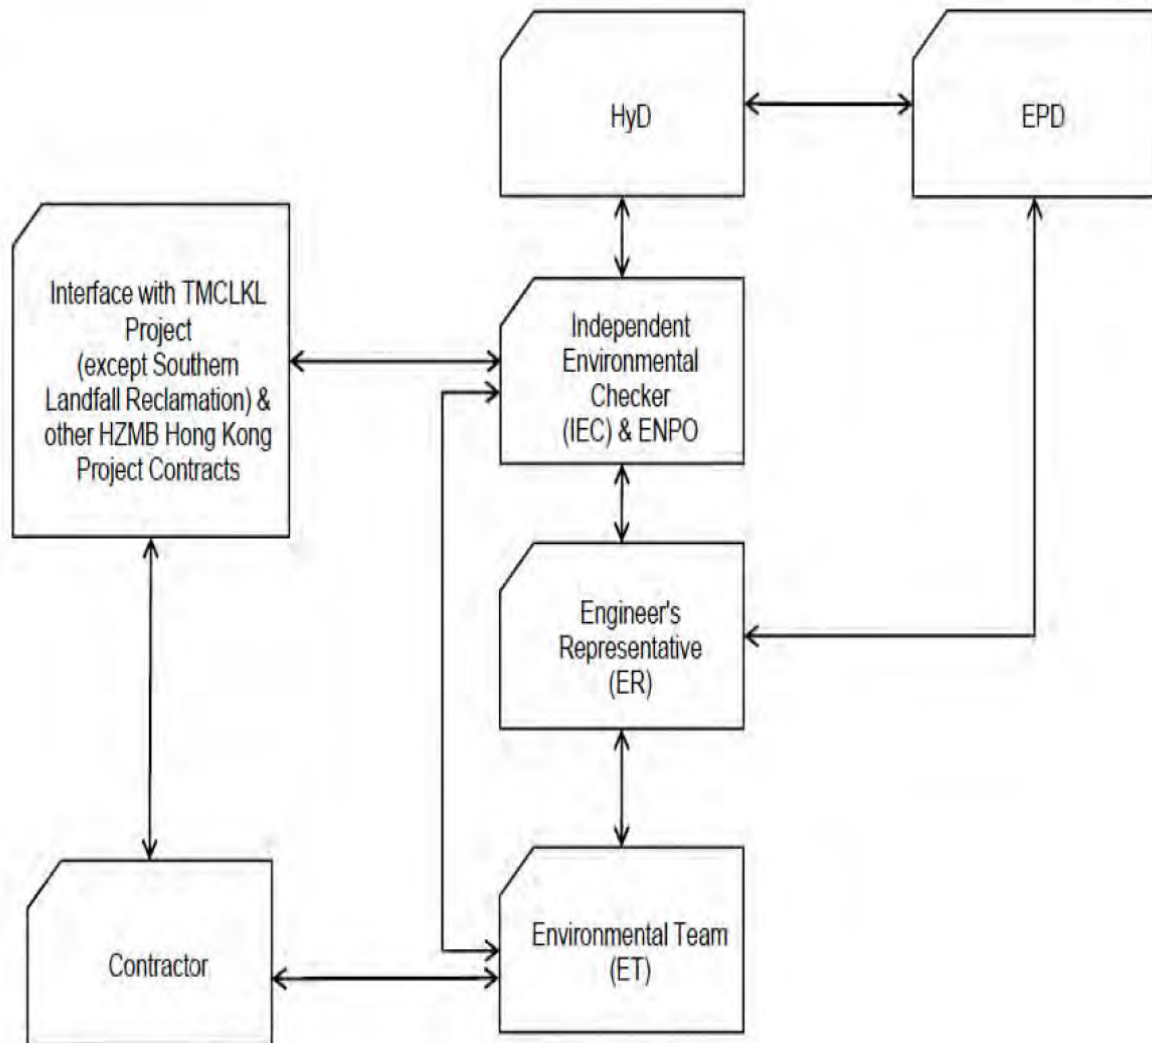 HyD
EPD
Interface with TMCLKL
Project
(except Southern
Landfall Reclamation) &
other HZMB Hong Kong
Project Contracts
Independent
Environmental
Checker
(IEC) & ENPO
Engineer's
Representative
(ER)
Contractor
Environmental Team
(ET)